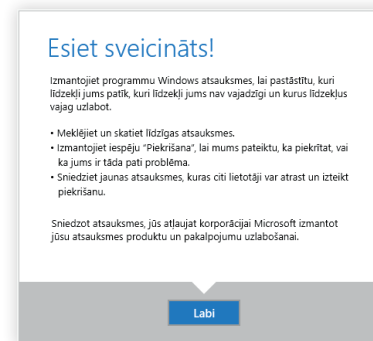 Esiet sveicināts!
Izmantojiet programmu Windows atsauksmes, lai pastāstītu, kuri
līdzekļi jums patīk, kuri līdzekļi jums nav vajadzīgi un kurus līdzekļus
vajag uzlabot.
• Meklējiet un skatiet līdzīgas atsauksmes.
• Izmantojiet iespēju "Piekrišana", lai mums pateiktu, ka piekrītat, vai
ka jums ir tāda pati problēma.
• Sniedziet jaunas atsauksmes, kuras citi lietotāji var atrast un izteikt
piekrišanu.
Sniedzot atsauksmes, jūs atļaujat korporācijai Microsoft izmantot
jūsu atsauksmes produktu un pakalpojumu uzlabošanai.
Labi